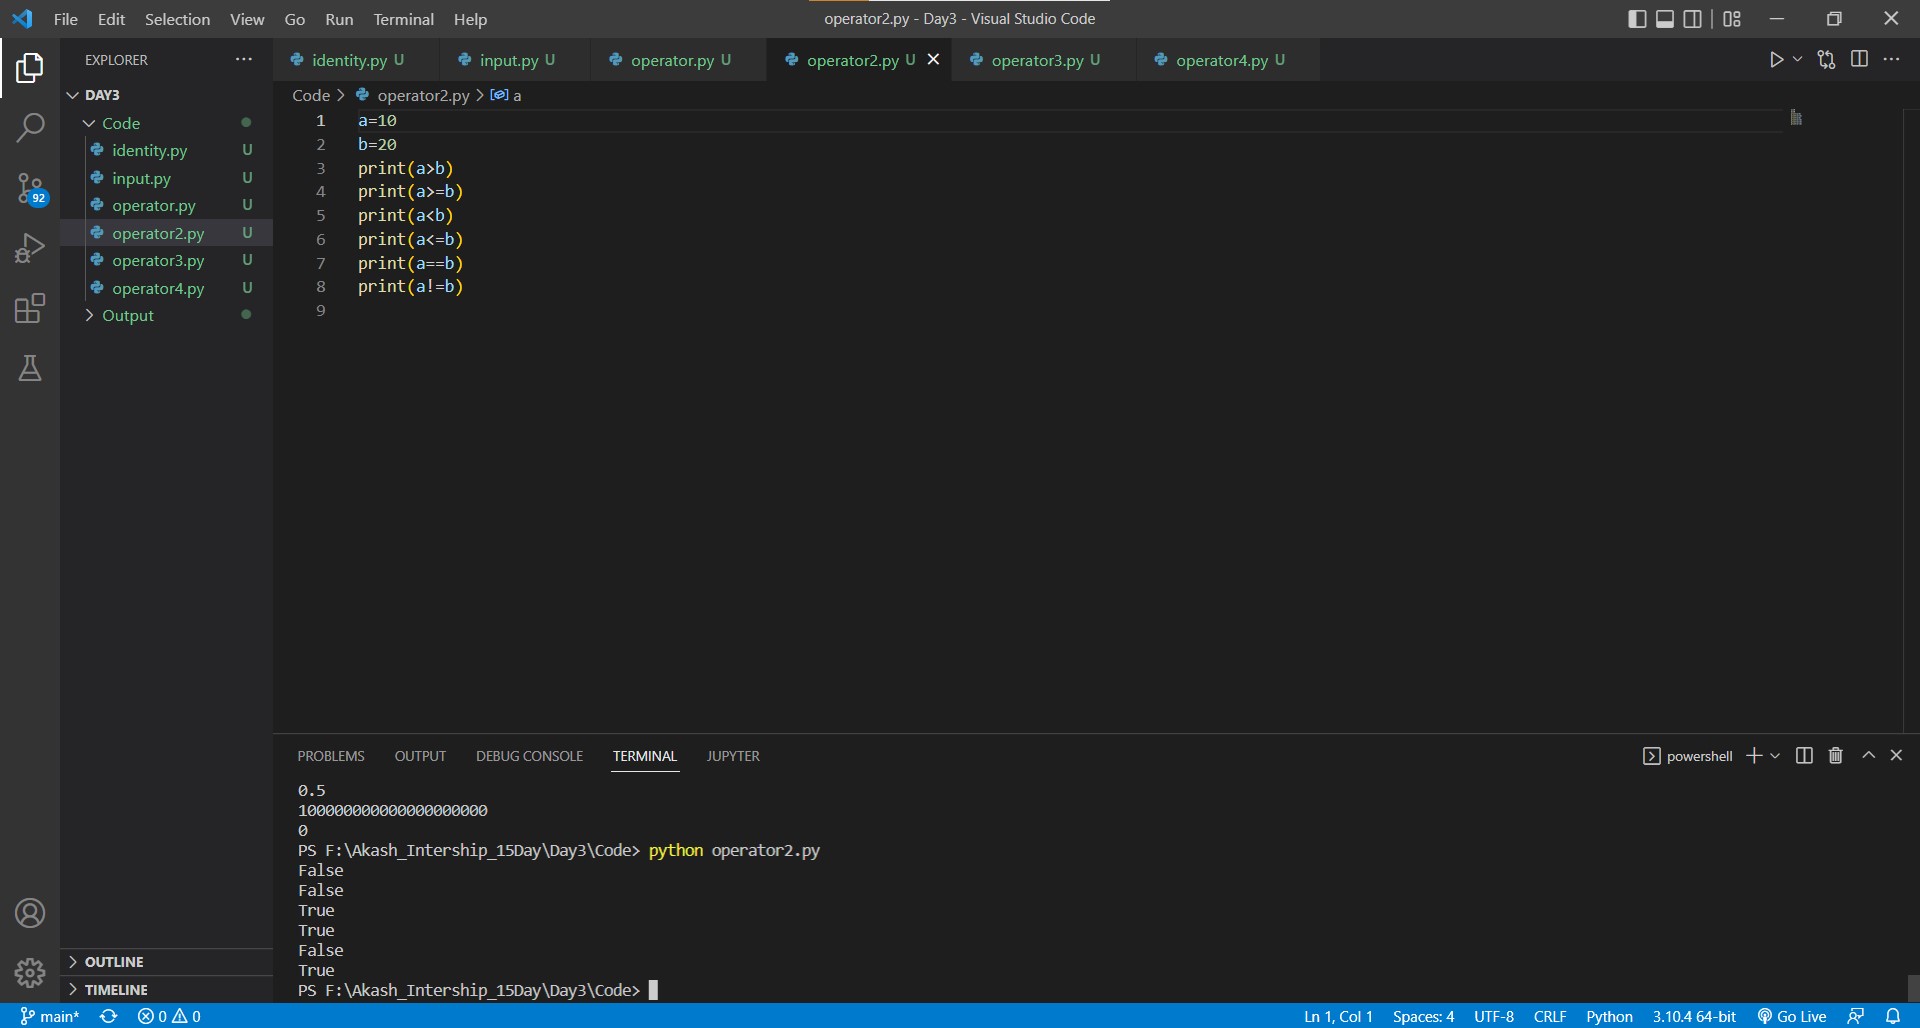 File Edit Selection View Go Run Terminal Help
operator2.py - Day3 - Visual Studio Code
EXPLORER
DAY3
Code
identity.py U
input.py U
operator.py U
operator2.py U
operator3.py U
operator4.py U
Output
OUTLINE
TIMELINE
92
identity.py U input.py U operator.py U operator2.py U operator3.py U operator4.py U
Code > operator2.py > a
1 a=10
2 b=20
3 print(a>b)
4 print(a>=b)
5 print(a<b)
6 print(a<=b)
7 print(a==b)
8 print(a!=b)
9
PROBLEMS OUTPUT DEBUG CONSOLE TERMINAL JUPYTER
powershell
0.5
100000000000000000000
0
PS F:\Akash_Intership_15Day\Day3\Code> python operator2.py
False
False
True
True
False
True
PS F:\Akash_Intership_15Day\Day3\Code>
main* 0 0 Ln 1, Col 1 Spaces: 4 UTF-8 CRLF Python 3.10.4 64-bit Go Live